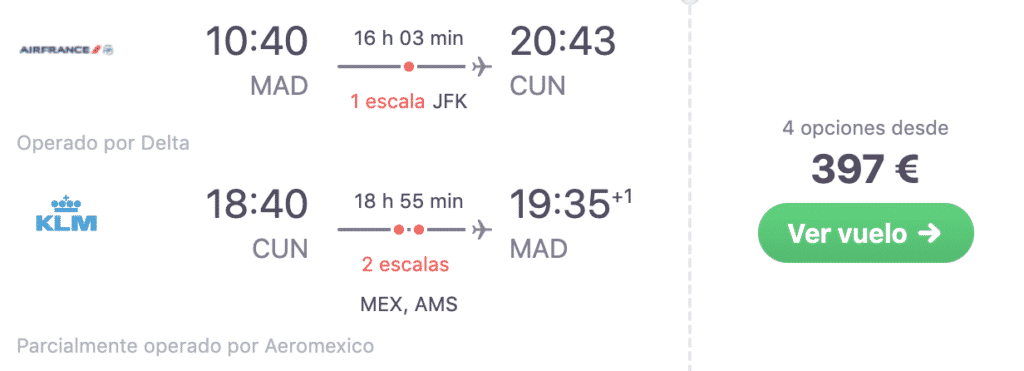 AIRFRANCE
10:40 16 h 03 min 20:43
MAD CUN
1 escala JFK
Operado por Delta
KLM
18:40 18 h 55 min 19:35+1
CUN MAD
2 escalas
MEX, AMS
Parcialmente operado por Aeromexico
4 opciones desde
397 €
Ver vuelo →